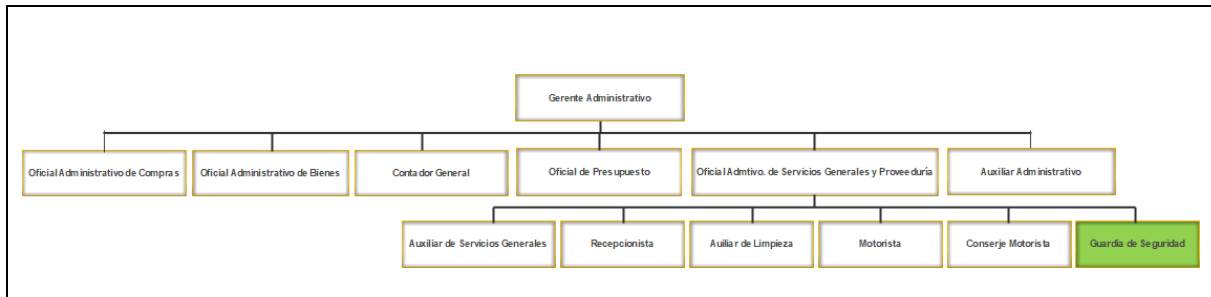 Gerente Administrativo
Oficial Administrativo de Compras
Oficial Administrativo de Bienes
Contador General
Oficial de Presupuesto
Oficial Admtivo. de Servicios Generales y Proveeduría
Auxiliar Administrativo
Auxiliar de Servicios Generales
Recepcionista
Auiliar de Limpieza
Motorista
Conserje Motorista
Guardia de Seguridad